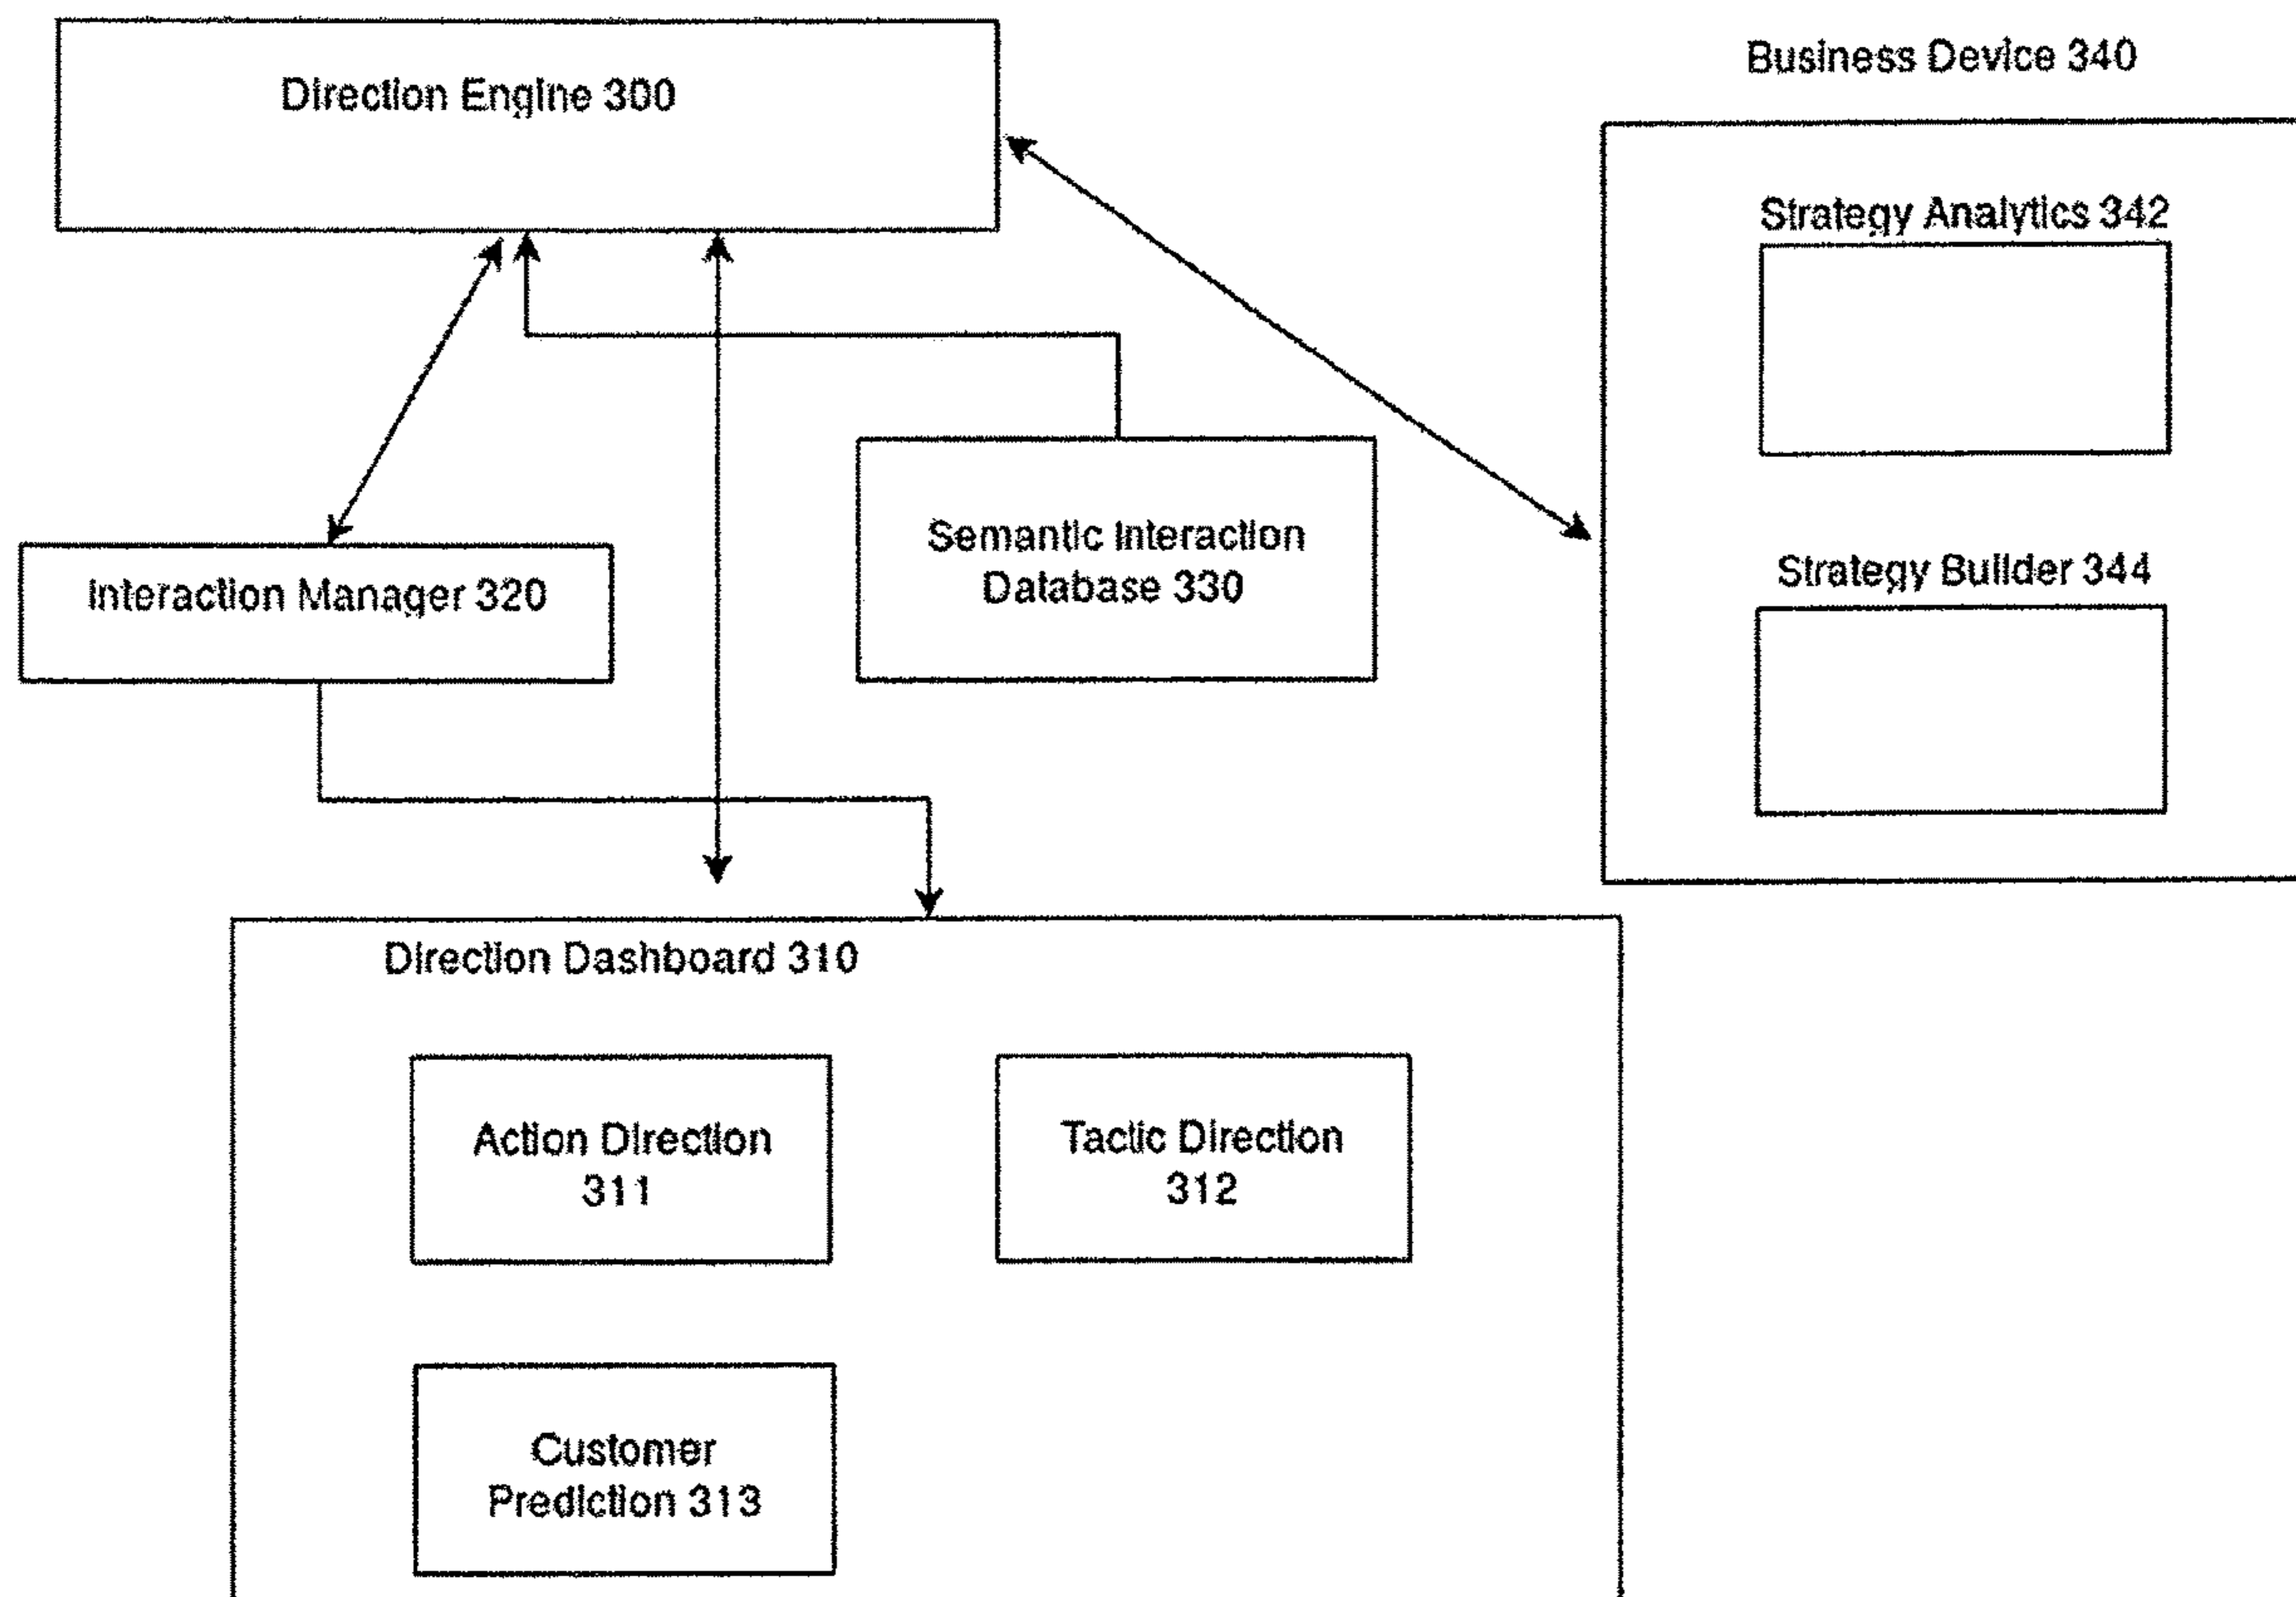 Direction Engine 300
Business Device 340
Strategy Analytics 342
Semantic Interaction
Database 330
Interaction Manager 320
Strategy Builder 344
Direction Dashboard 310
Action Direction
311
Tactic Direction
312
Customer
Prediction 313